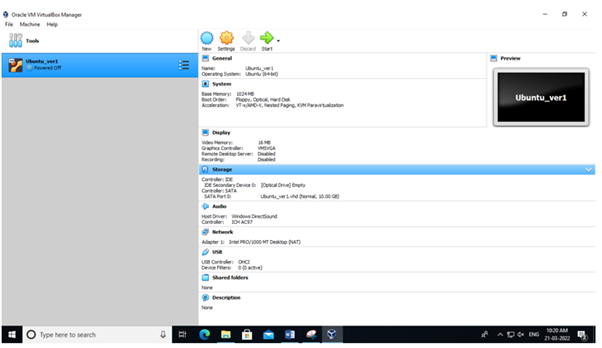 Oracle VM VirtualBox Manager
File Machine Help
Tools
New Settings Discard Start
Ubuntu_ver1
Powered Off
General
Name: Ubuntu_ver1
Operating System: Ubuntu (64-bit)
System
Base Memory: 1024 MB
Boot Order: Floppy, Optical, Hard Disk
Acceleration: VT-x/AMD-V, Nested Paging, KVM Paravirtualization
Preview
Ubuntu_ver1
Display
Video Memory: 16 MB
Graphics Controller: VMSVGA
Remote Desktop Server: Disabled
Recording: Disabled
Storage
Controller: IDE
IDE Secondary Device 0: [Optical Drive] Empty
Controller: SATA
SATA Port 0: Ubuntu_ver1.vhd (Normal, 10.00 GB)
Audio
Host Driver: Windows DirectSound
Controller: ICH AC97
Network
Adapter 1: Intel PRO/1000 MT Desktop (NAT)
USB
USB Controller: OHCI
Device Filters: 0 (0 active)
Shared folders
None
Description
None
Type here to search
ENG
10:20 AM
21-03-2022